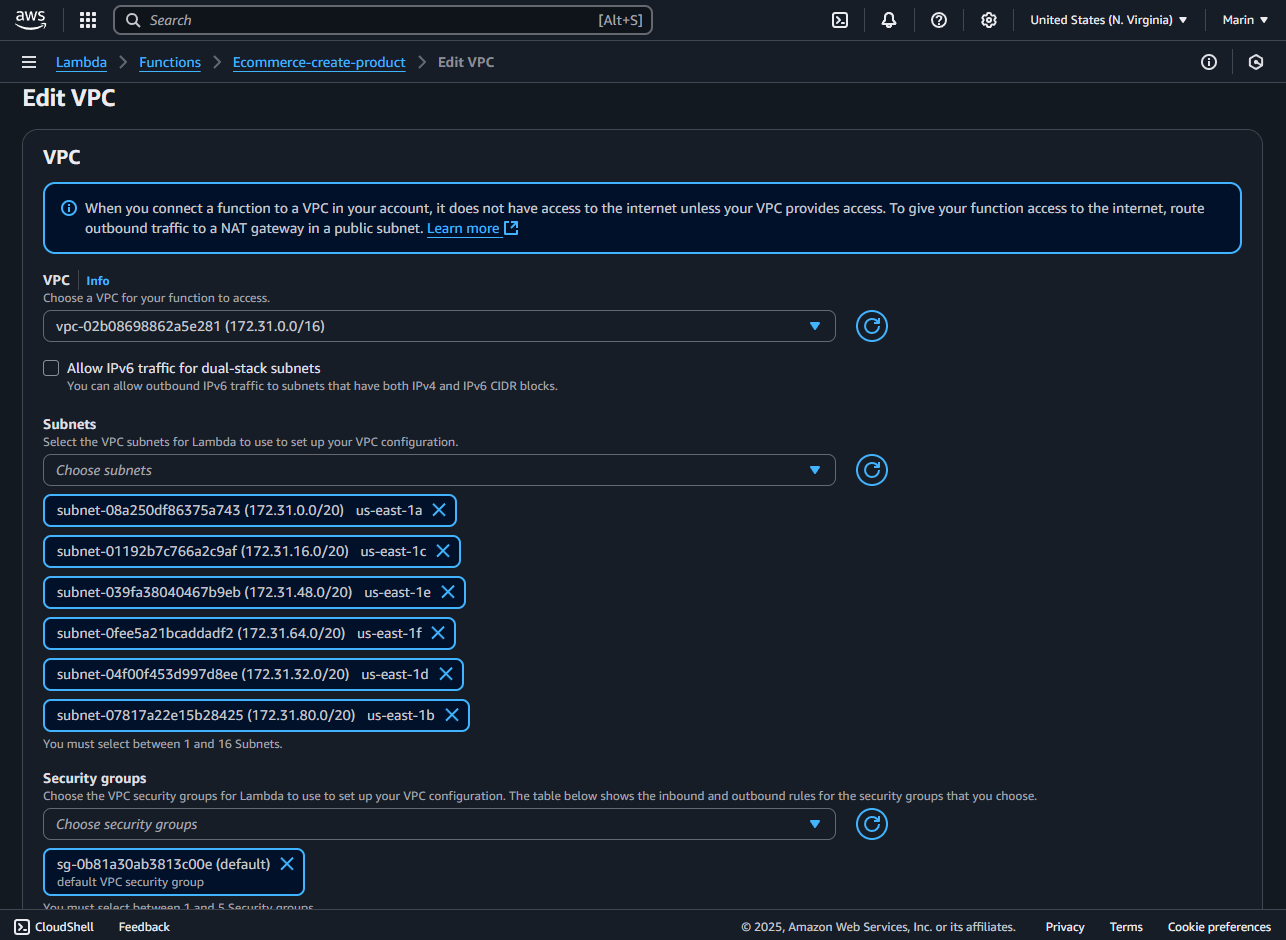 aws
Search [Alt+S]
United States (N. Virginia)
Marin
Lambda
Functions
Ecommerce-create-product
Edit VPC
Edit VPC
VPC
When you connect a function to a VPC in your account, it does not have access to the internet unless your VPC provides access. To give your function access to the internet, route
outbound traffic to a NAT gateway in a public subnet. Learn more
VPC Info
Choose a VPC for your function to access.
vpc-02b08698862a5e281 (172.31.0.0/16)
Allow IPv6 traffic for dual-stack subnets
You can allow outbound IPv6 traffic to subnets that have both IPv4 and IPv6 CIDR blocks.
Subnets
Select the VPC subnets for Lambda to use to set up your VPC configuration.
Choose subnets
subnet-08a250df86375a743 (172.31.0.0/20) us-east-1a
subnet-01192b7c766a2c9af (172.31.16.0/20) us-east-1c
subnet-039fa38040467b9eb (172.31.48.0/20) us-east-1e
subnet-0fee5a21bcaddadf2 (172.31.64.0/20) us-east-1f
subnet-04f00f453d997d8ee (172.31.32.0/20) us-east-1d
subnet-07817a22e15b28425 (172.31.80.0/20) us-east-1b
You must select between 1 and 16 Subnets.
Security groups
Choose the VPC security groups for Lambda to use to set up your VPC configuration. The table below shows the inbound and outbound rules for the security groups that you choose.
Choose security groups
sg-0b81a30ab3813c00e (default)
default VPC security group
You must select between 1 and 5 Security groups
CloudShell
Feedback
© 2025, Amazon Web Services, Inc. or its affiliates.
Privacy
Terms
Cookie preferences